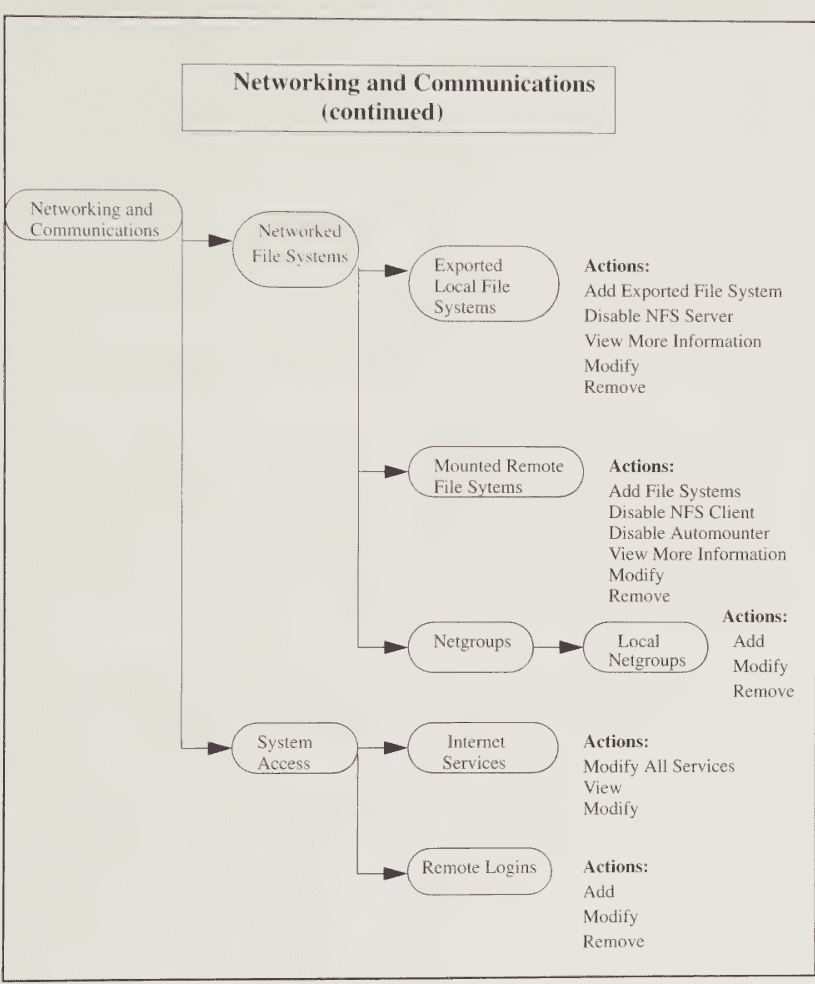 Networking and Communications
(continued)
Networking and
Communications
Networked
File Systems
Exported
Local File
Systems
Actions:
Add Exported File System
Disable NFS Server
View More Information
Modify
Remove
Mounted Remote
File Sytems
Actions:
Add File Systems
Disable NFS Client
Disable Automounter
View More Information
Modify
Remove
Netgroups
Local
Netgroups
Actions:
Add
Modify
Remove
System
Access
Internet
Services
Actions:
Modify All Services
View
Modify
Remote Logins
Actions:
Add
Modify
Remove